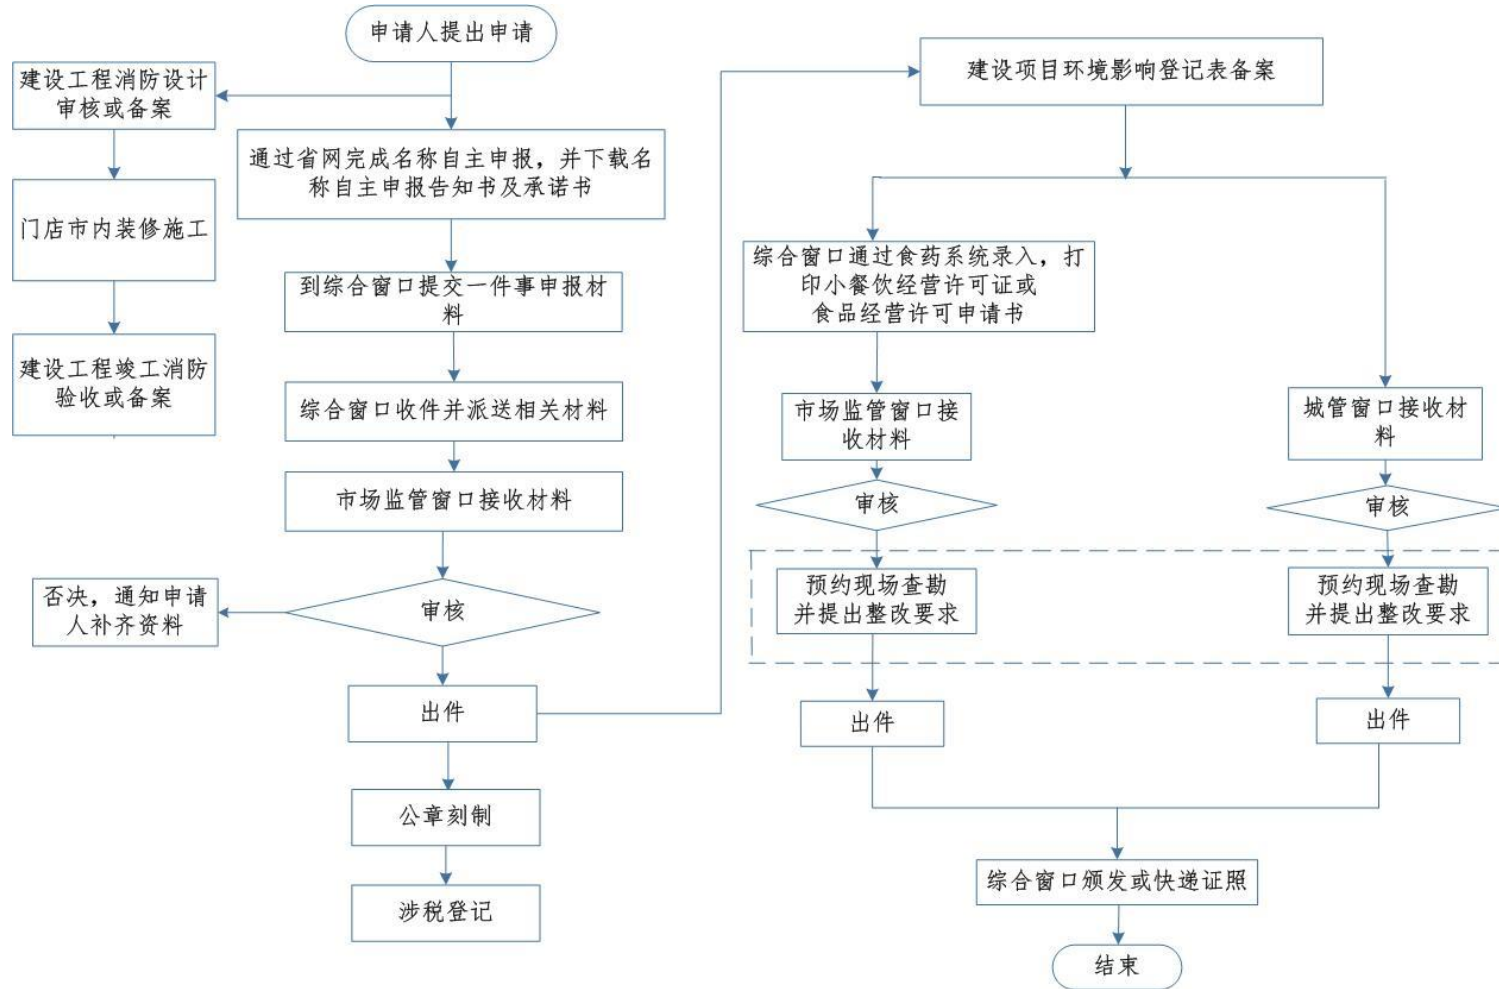 申请人提出申请
建设工程消防设计
审核或备案
通过省网完成名称自主申报，并下载名
称自主申报告知书及承诺书
门店市内装修施工
到综合窗口提交一件事申报材
料
建设工程竣工消防
验收或备案
综合窗口收件并派送相关材料
市场监管窗口接收材料
审核
否决，通知申请
人补齐资料
出件
公章刻制
涉税登记
建设项目环境影响登记表备案
综合窗口通过食药系统录入，打
印小餐饮经营许可证或
食品经营许可申请书
市场监管窗口接
收材料
审核
预约现场查勘
并提出整改要求
出件
城管窗口接收材
料
审核
预约现场查勘
并提出整改要求
出件
综合窗口颁发或快递证照
结束